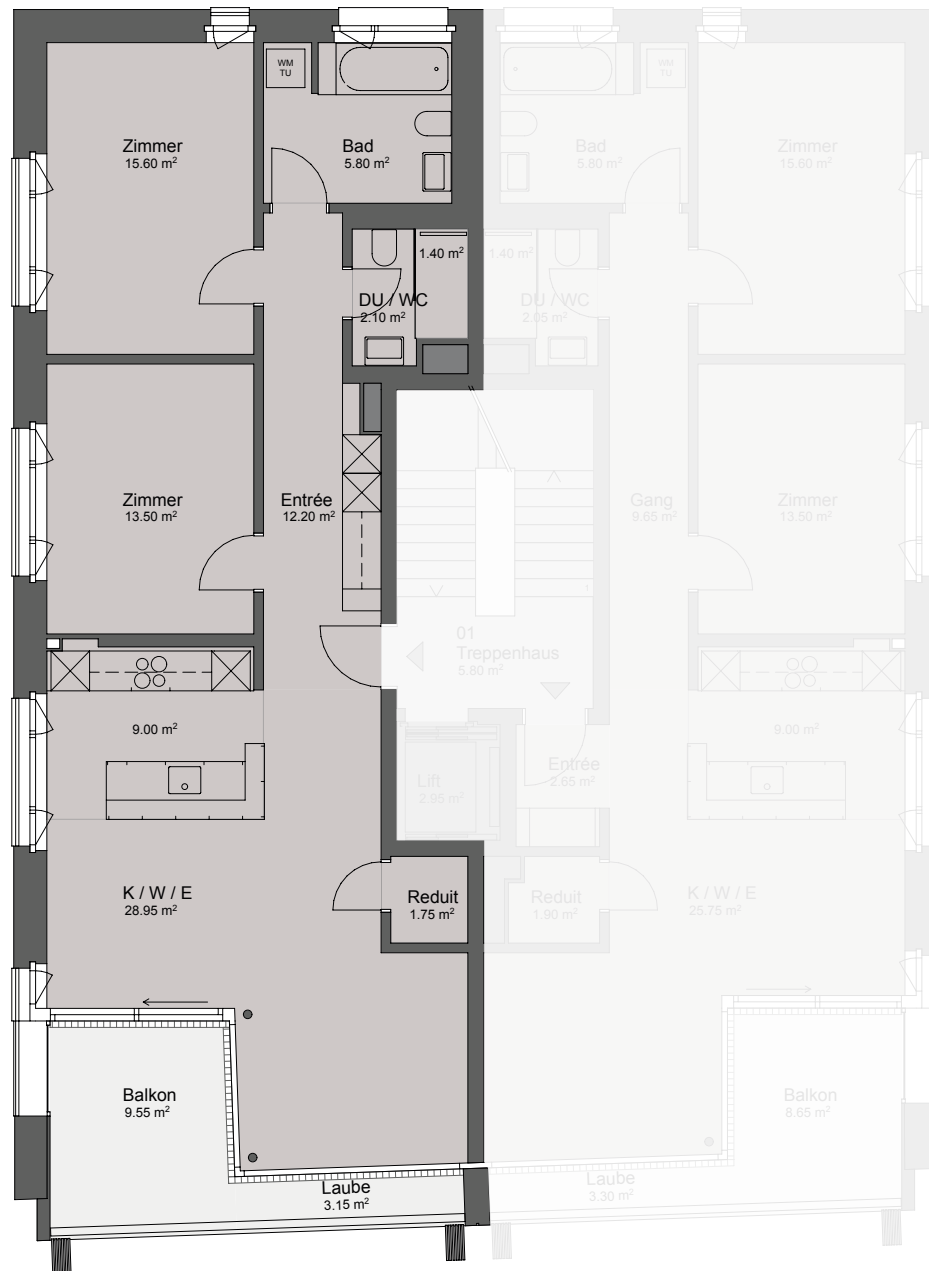 WM
TU
WM
TU
Zimmer
15.60 m²
Bad
5.80 m²
Bad
5.80 m²
Zimmer
15.60 m²
1.40 m²
1.40 m²
DU / WC
2.10 m²
DU / WC
2.05 m²
Zimmer
13.50 m²
Entrée
12.20 m²
Gang
9.65 m²
Zimmer
13.50 m²
01
Treppenhaus
5.80 m²
9.00 m²
9.00 m²
Lift
2.95 m²
Entrée
2.65 m²
K / W / E
28.95 m²
Reduit
1.75 m²
Reduit
1.90 m²
K / W / E
25.75 m²
Balkon
9.55 m²
Balkon
8.65 m²
Laube
3.15 m²
Laube
3.30 m²